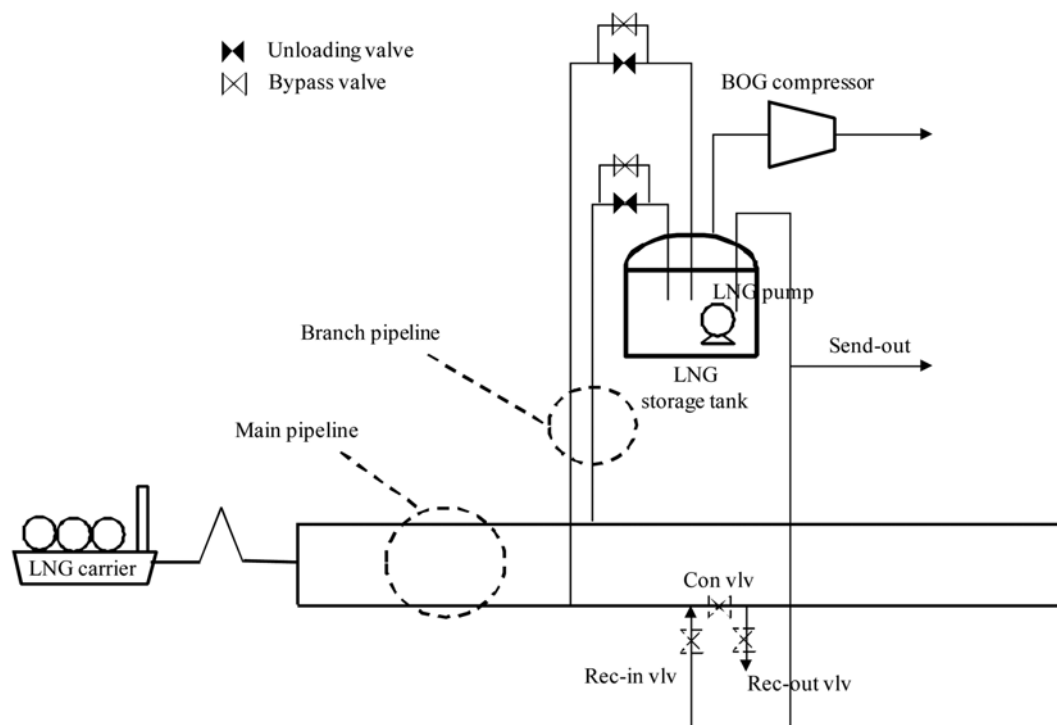 Unloading valve
Bypass valve
BOG compressor
LNG pump
Branch pipeline
Send-out
LNG
storage tank
Main pipeline
LNG carrier
Con vlv
Rec-in vlv
Rec-out vlv